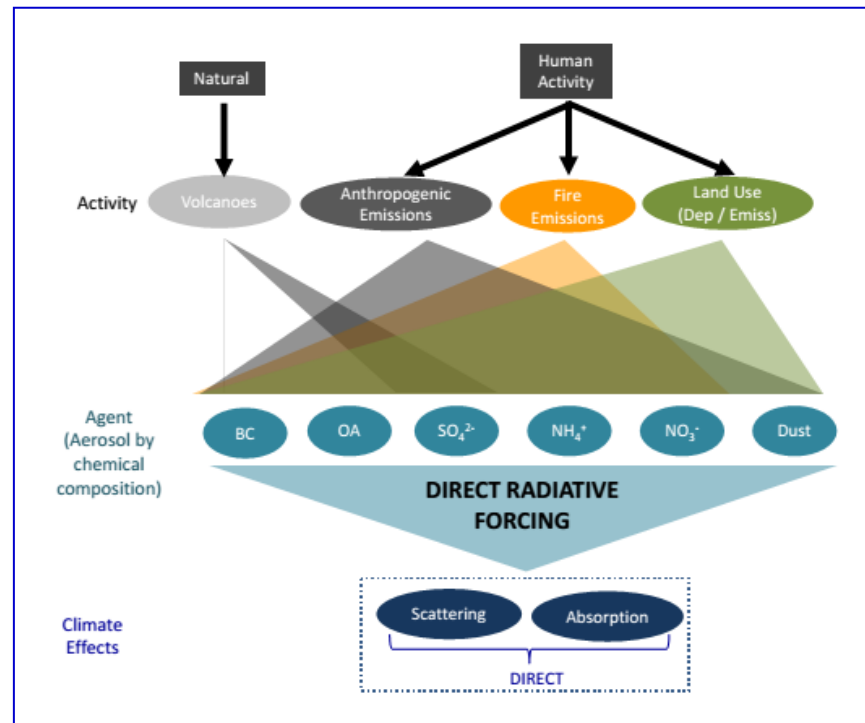 Natural
Human
Activity
Activity
Volcanoes
Anthropogenic
Emissions
Fire
Emissions
Land Use
(Dep / Emiss)
Agent
(Aerosol by
chemical
composition)
BC
OA
SO₄²⁻
NH₄⁺
NO₃⁻
Dust
DIRECT RADIATIVE
FORCING
Climate
Effects
Scattering
Absorption
DIRECT